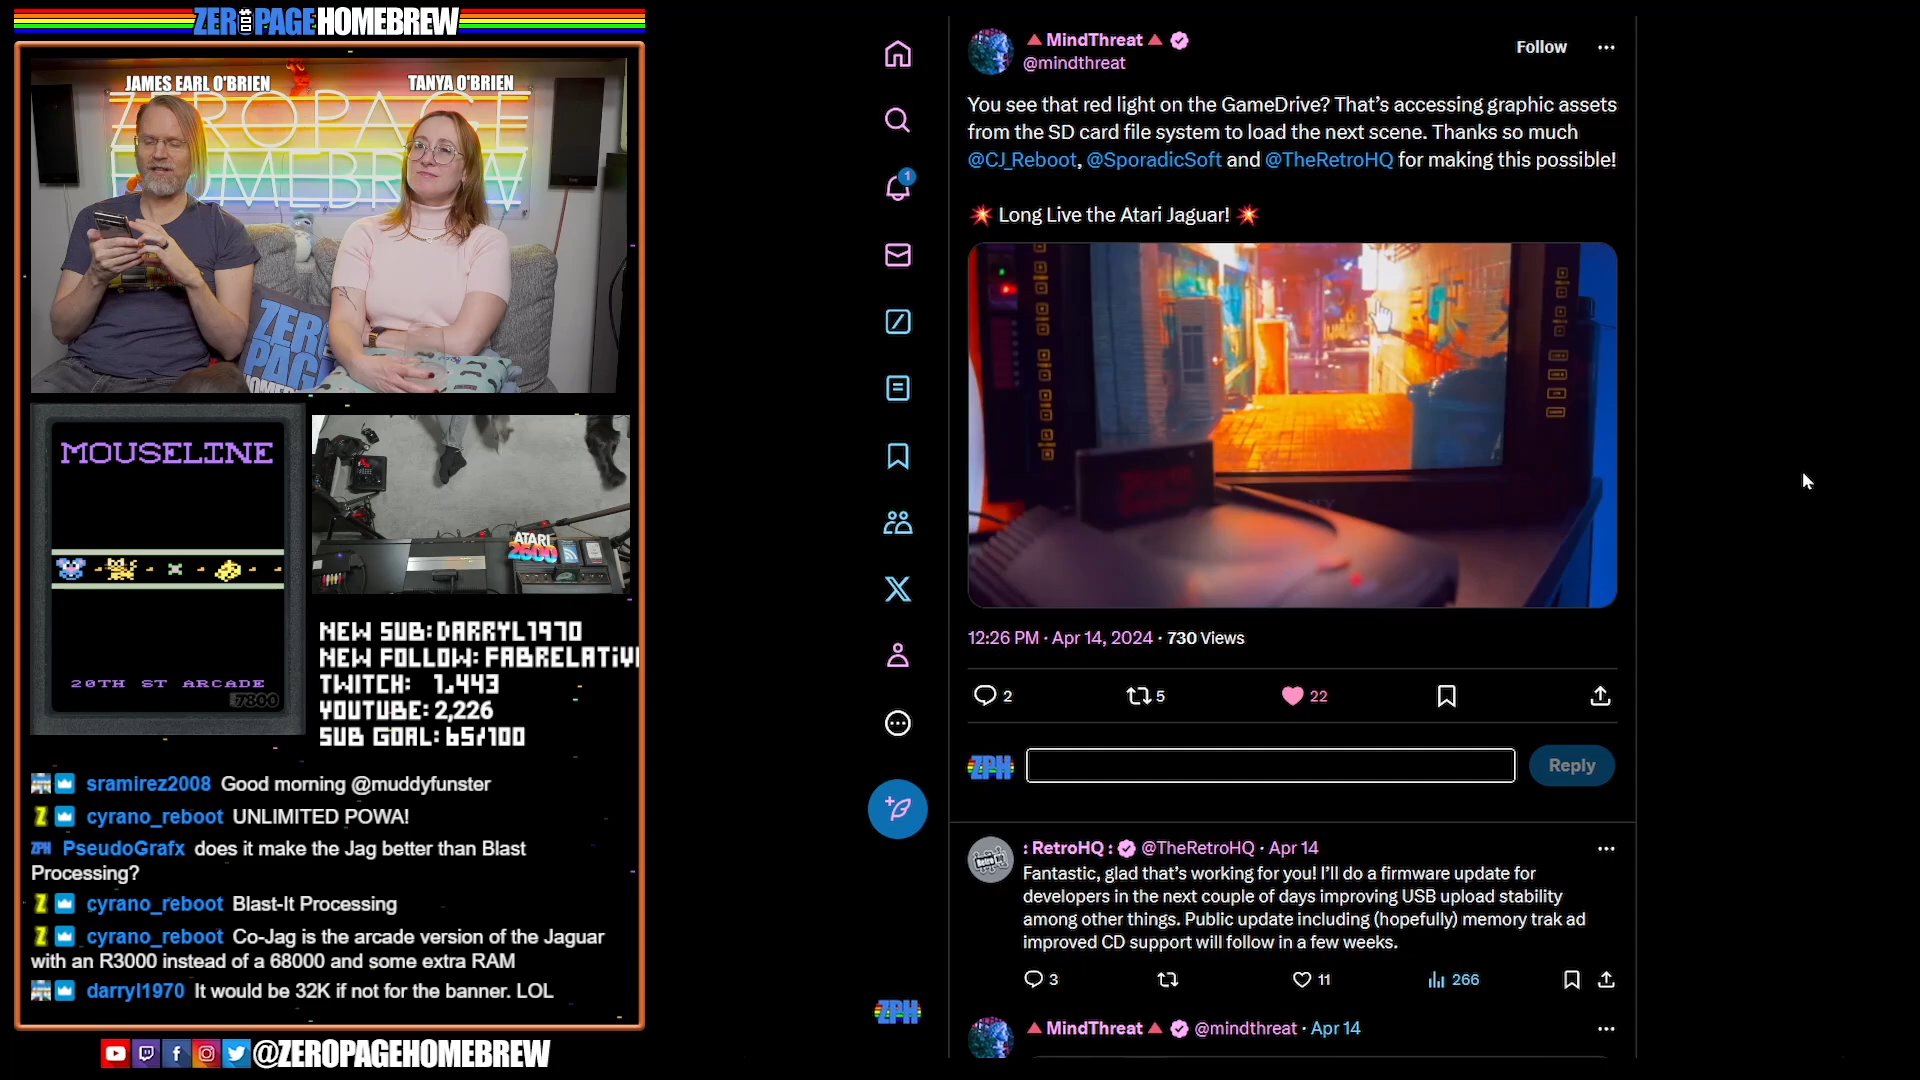 ZEROPAGEHOMEBREW
JAMES EARL O'BRIEN
TANYA O'BRIEN
ZEROPAGE
HOMEBREW
MOUSELINE
20TH ST ARCADE
7800
ATARI
2600
NEW SUB:DARRYL1970
NEW FOLLOW: FABRELATIV
TWITCH: 1,443
YOUTUBE: 2,226
SUB GOAL: 65/100
sramirez2008 Good morning @muddyfunster
cyrano_reboot UNLIMITED POWA!
PseudoGrafx does it make the Jag better than Blast
Processing?
cyrano_reboot Blast-It Processing
cyrano_reboot Co-Jag is the arcade version of the Jaguar
with an R3000 instead of a 68000 and some extra RAM
darryl1970 It would be 32K if not for the banner. LOL
@ZEROPAGEHOMEBREW
1
ZPH
MindThreat
@mindthreat
Follow
You see that red light on the GameDrive? That's accessing graphic assets
from the SD card file system to load the next scene. Thanks so much
@CJ_Reboot, @SporadicSoft and @TheRetroHQ for making this possible!
💥 Long Live the Atari Jaguar! 💥
12:26 PM · Apr 14, 2024 · 730 Views
2 5 22
ZPH
Reply
: RetroHQ : @TheRetroHQ · Apr 14
Fantastic, glad that's working for you! I'll do a firmware update for
developers in the next couple of days improving USB upload stability
among other things. Public update including (hopefully) memory trak ad
improved CD support will follow in a few weeks.
3 11 266
MindThreat @mindthreat · Apr 14